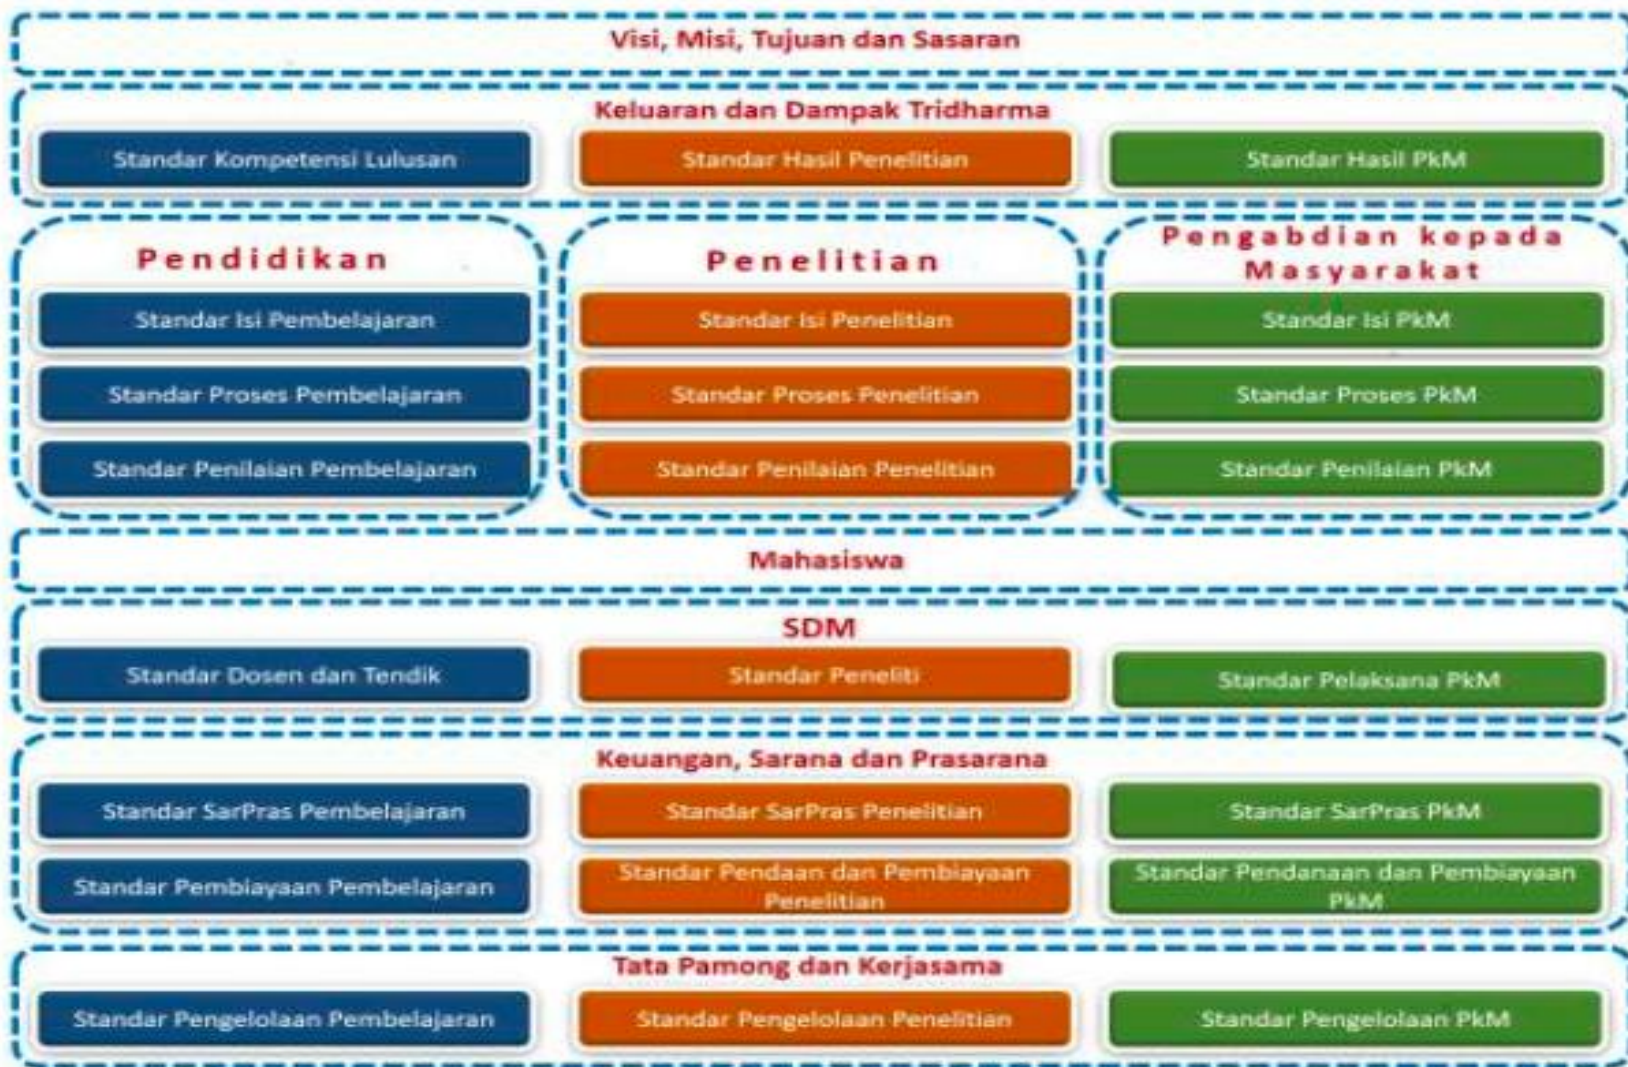 Visi, Misi, Tujuan dan Sasaran
Keluaran dan Dampak Tridharma
Standar Kompetensi Lulusan
Standar Hasil Penelitian
Standar Hasil PkM
Pendidikan
Standar Isi Pembelajaran
Standar Proses Pembelajaran
Standar Penilaian Pembelajaran
Penelitian
Standar Isi Penelitian
Standar Proses Penelitian
Standar Penilaian Penelitian
Pengabdian kepada
Masyarakat
Standar Isi PkM
Standar Proses PkM
Standar Penilaian PkM
Mahasiswa
SDM
Standar Dosen dan Tendik
Standar Peneliti
Standar Pelaksana PkM
Keuangan, Sarana dan Prasarana
Standar SarPras Pembelajaran
Standar SarPras Penelitian
Standar SarPras PkM
Standar Pembiayaan Pembelajaran
Standar Pendaan dan Pembiayaan
Penelitian
Standar Pendanaan dan Pembiayaan
PkM
Tata Pamong dan Kerjasama
Standar Pengelolaan Pembelajaran
Standar Pengelolaan Penelitian
Standar Pengelolaan PkM